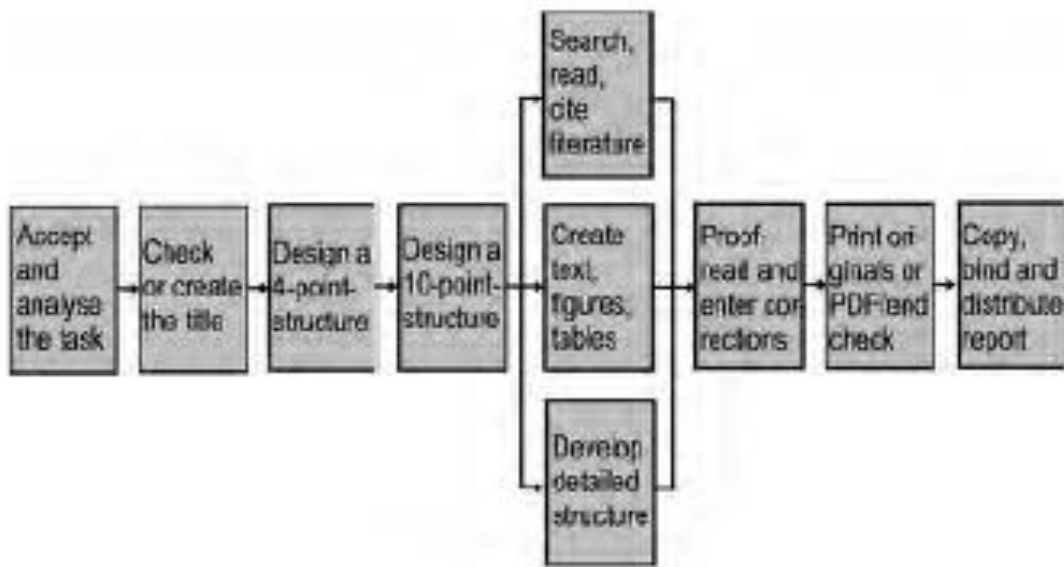 Search,
read,
cite
literature
Accept
and
analyse
the task
Check
or create
the title
Design a
4-point-
structure
Design a
10-point-
structure
Create
text,
figures,
tables
Proof-
read and
enter cor-
rections
Print ori-
ginals or
PDF and
check
Copy,
bind and
distribute
report
Develop
detailed
structure